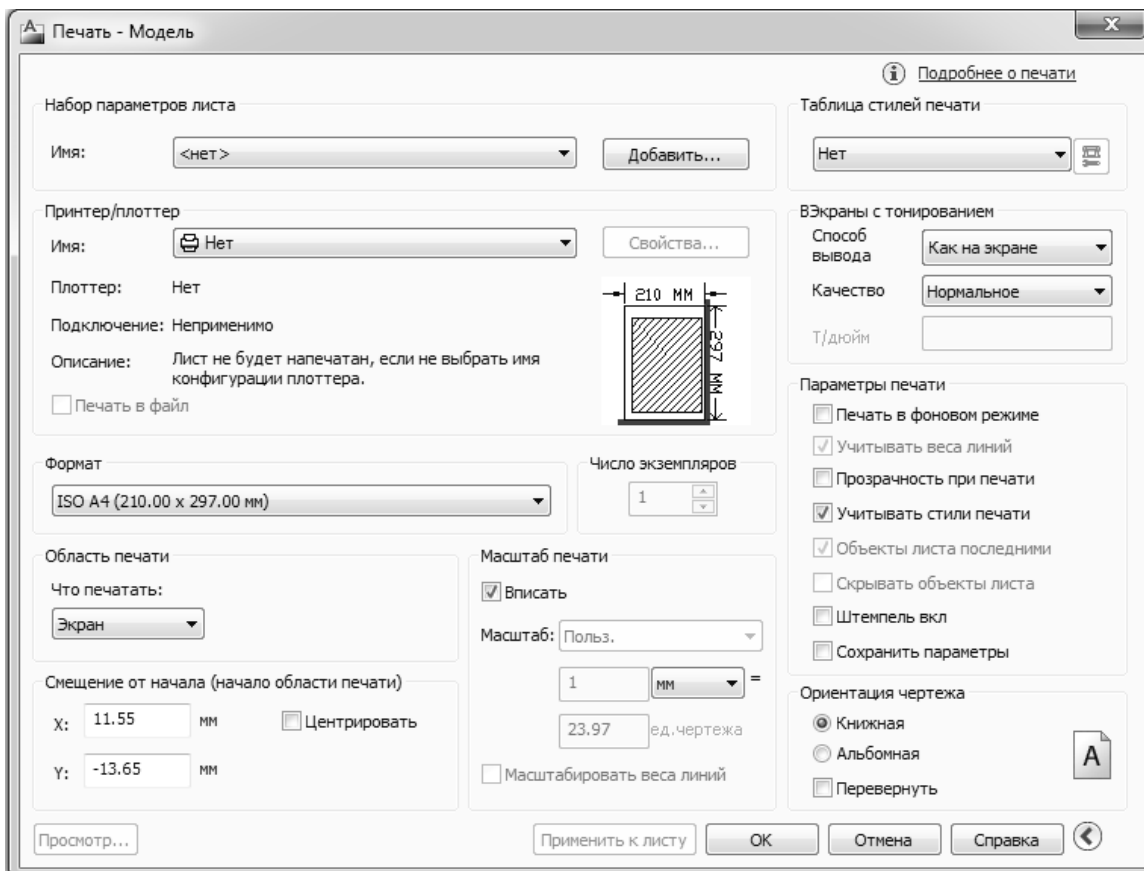 Печать - Модель
Подробнее о печати
Набор параметров листа
Имя: <нет> Добавить...
Таблица стилей печати
Нет
Принтер/плоттер
Имя: Нет Свойства...
Плоттер: Нет
Подключение: Неприменимо
Описание: Лист не будет напечатан, если не выбрать имя
конфигурации плоттера.
Печать в файл
210 MM
297 MM
ВЭкраны с тонированием
Способ
вывода Как на экране
Качество Нормальное
Т/дюйм
Формат
ISO A4 (210.00 x 297.00 мм)
Число экземпляров
1
Параметры печати
Печать в фоновом режиме
Учитывать веса линий
Прозрачность при печати
Учитывать стили печати
Объекты листа последними
Скрывать объекты листа
Штемпель вкл
Сохранить параметры
Область печати
Что печатать:
Экран
Масштаб печати
Вписать
Масштаб: Польз.
1 мм =
23.97 ед.чертежа
Масштабировать веса линий
Смещение от начала (начало области печати)
X: 11.55 мм Центрировать
Y: -13.65 мм
Ориентация чертежа
Книжная
Альбомная
Перевернуть
A
Просмотр... Применить к листу OK Отмена Справка